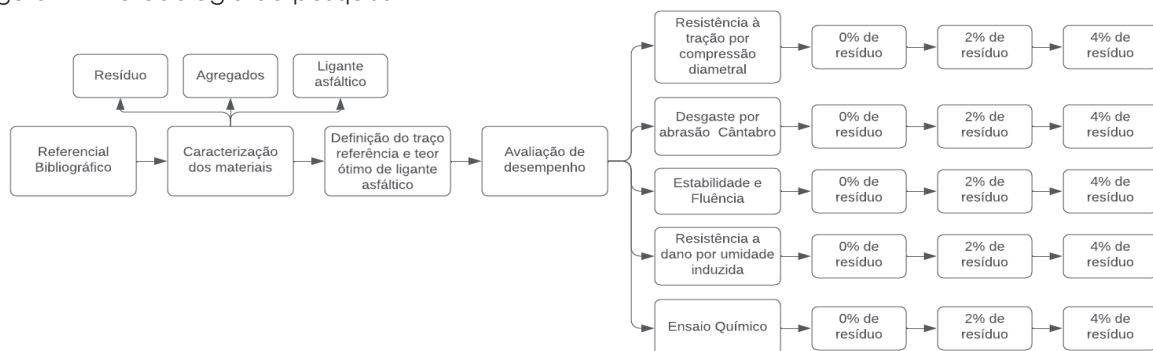 Resíduo
Agregados
Ligante
asfáltico
Referencial
Bibliográfico
Caracterização
dos materiais
Definição do traço
referência e teor
ótimo de ligante
asfáltico
Avaliação de
desempenho
Resistência à
tração por
compressão
diametral
0% de
resíduo
2% de
resíduo
4% de
resíduo
Desgaste por
abrasão Cântabro
0% de
resíduo
2% de
resíduo
4% de
resíduo
Estabilidade e
Fluência
0% de
resíduo
2% de
resíduo
4% de
resíduo
Resistência a
dano por umidade
induzida
0% de
resíduo
2% de
resíduo
4% de
resíduo
Ensaio Químico
0% de
resíduo
2% de
resíduo
4% de
resíduo